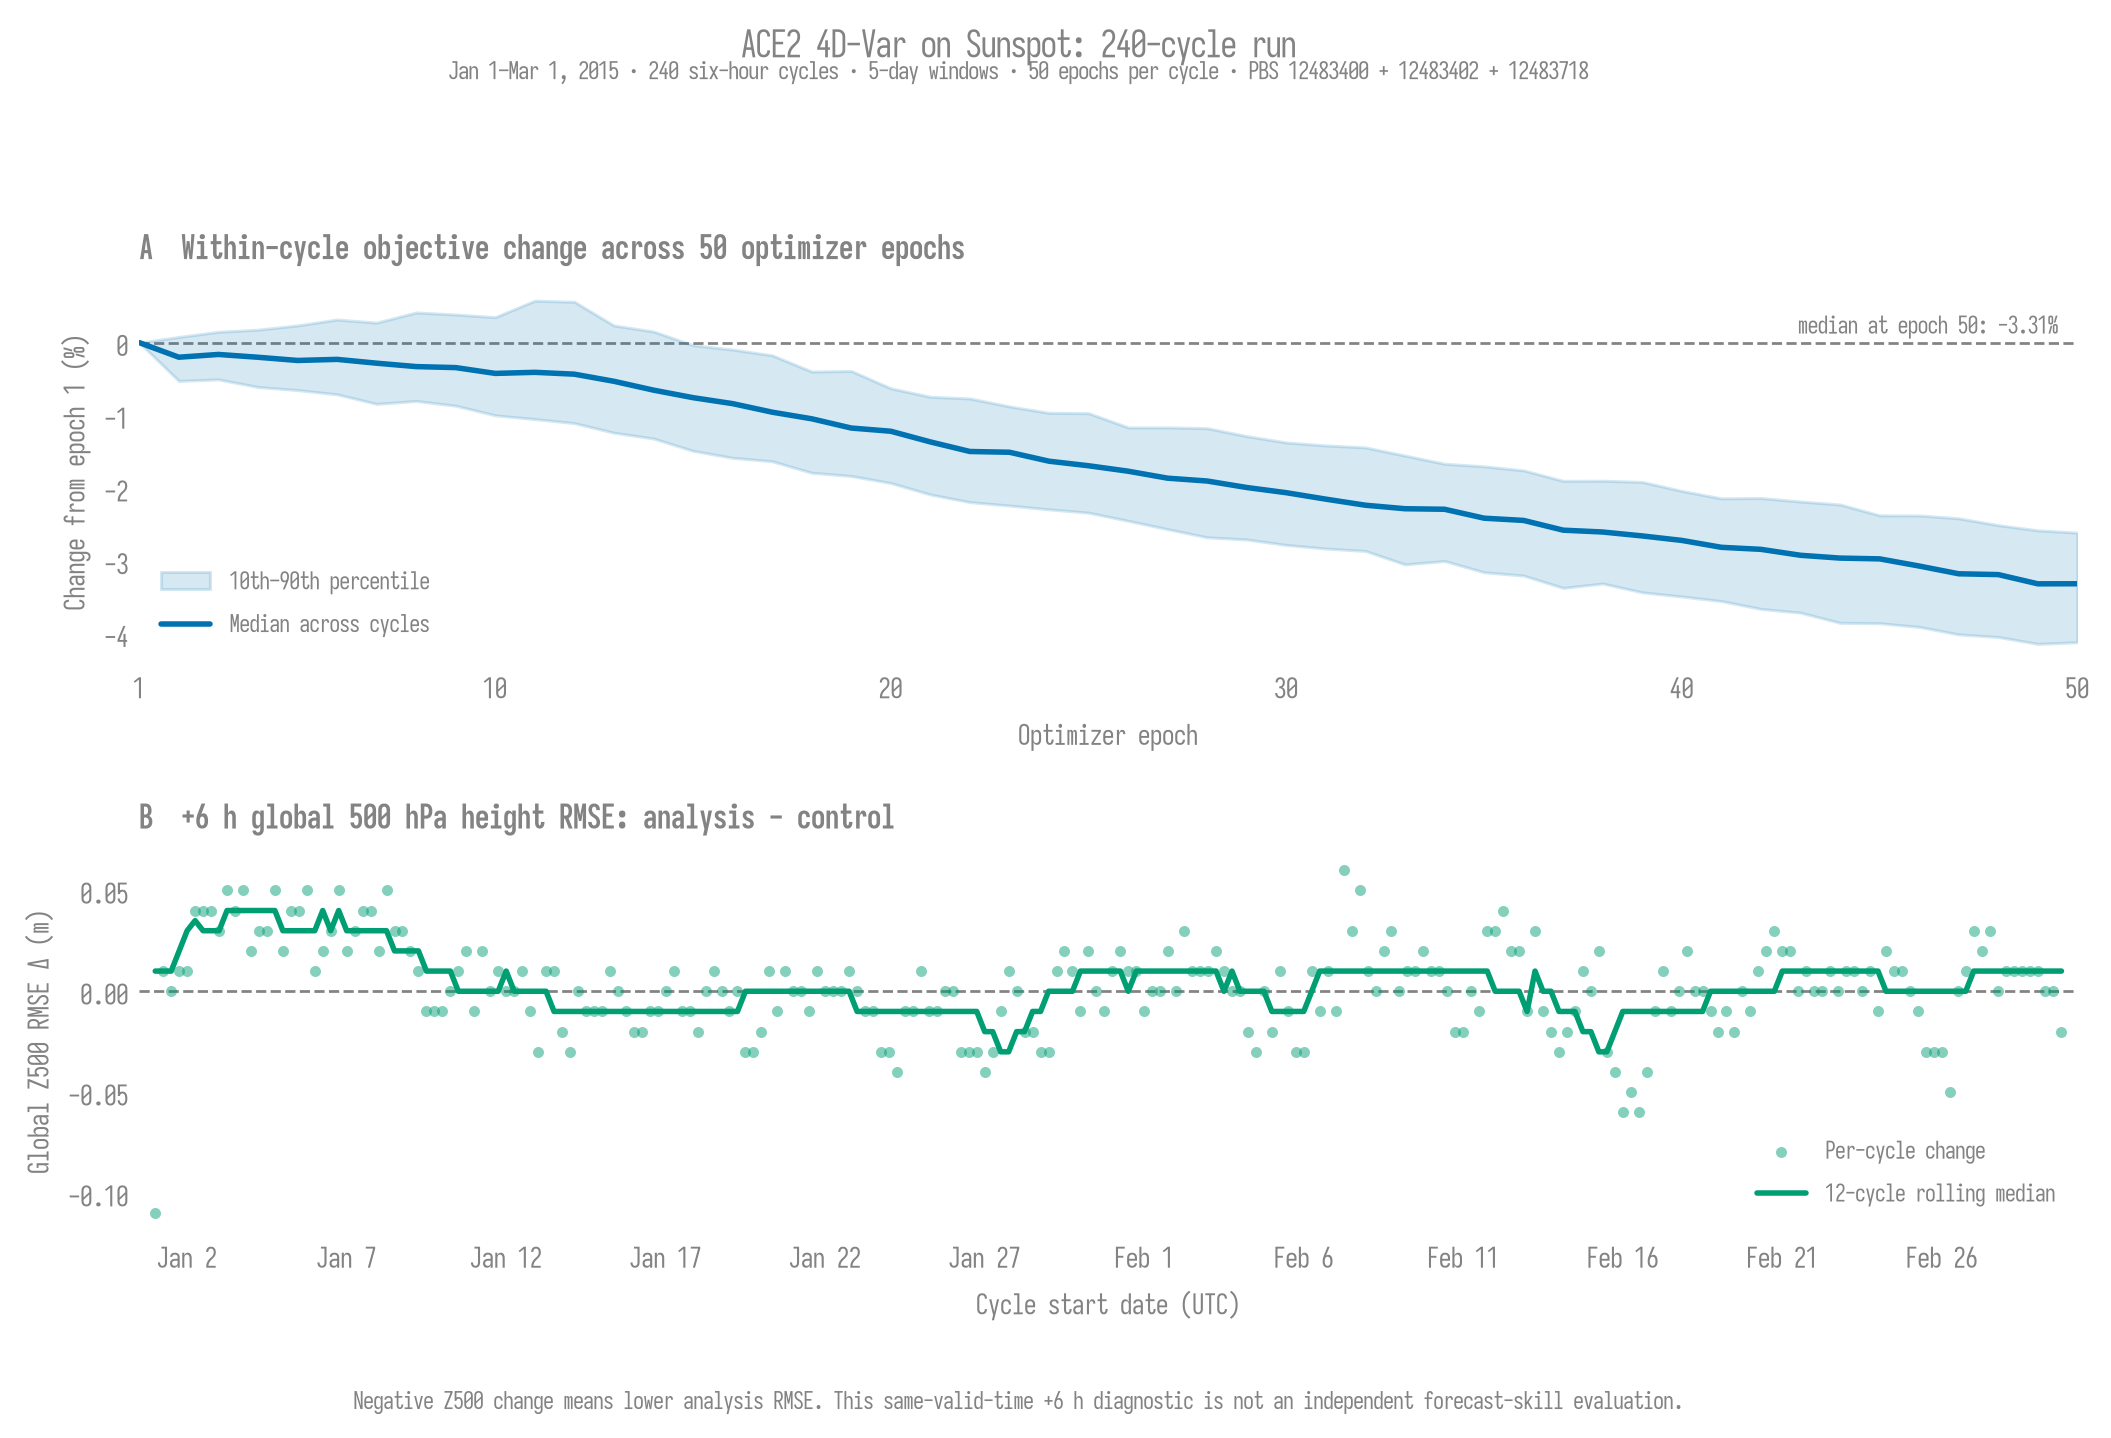 ACE2 4D-Var on Sunspot: 240-cycle run
Jan 1-Mar 1, 2015 · 240 six-hour cycles · 5-day windows · 50 epochs per cycle · PBS 12483400 + 12483402 + 12483718
A Within-cycle objective change across 50 optimizer epochs
median at epoch 50: -3.31%
Change from epoch 1 (%)
0
-1
-2
-3
-4
10th-90th percentile
Median across cycles
1 10 20 30 40 50
Optimizer epoch
B +6 h global 500 hPa height RMSE: analysis - control
Global Z500 RMSE Δ (m)
0.05
0.00
-0.05
-0.10
Per-cycle change
12-cycle rolling median
Jan 2 Jan 7 Jan 12 Jan 17 Jan 22 Jan 27 Feb 1 Feb 6 Feb 11 Feb 16 Feb 21 Feb 26
Cycle start date (UTC)
Negative Z500 change means lower analysis RMSE. This same-valid-time +6 h diagnostic is not an independent forecast-skill evaluation.